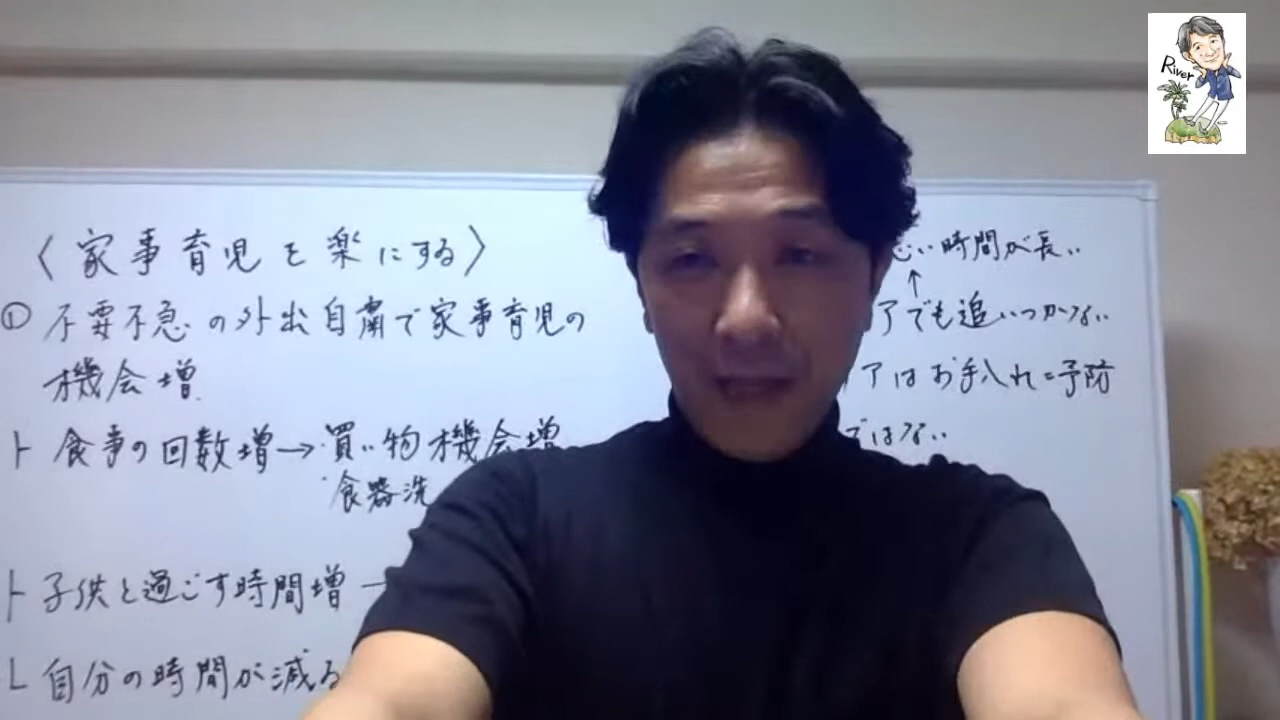 〈家事育児を楽にする〉
① 不要不急の外出自粛で家事育児の
機会増
├ 食事の回数増→・買い物機会増
・食器洗
├ 子供と過ごす時間増
└ 自分の時間が減る
い時間が長い
↑
アでも追いつかない
アはお手入れ=予防
ではない
River